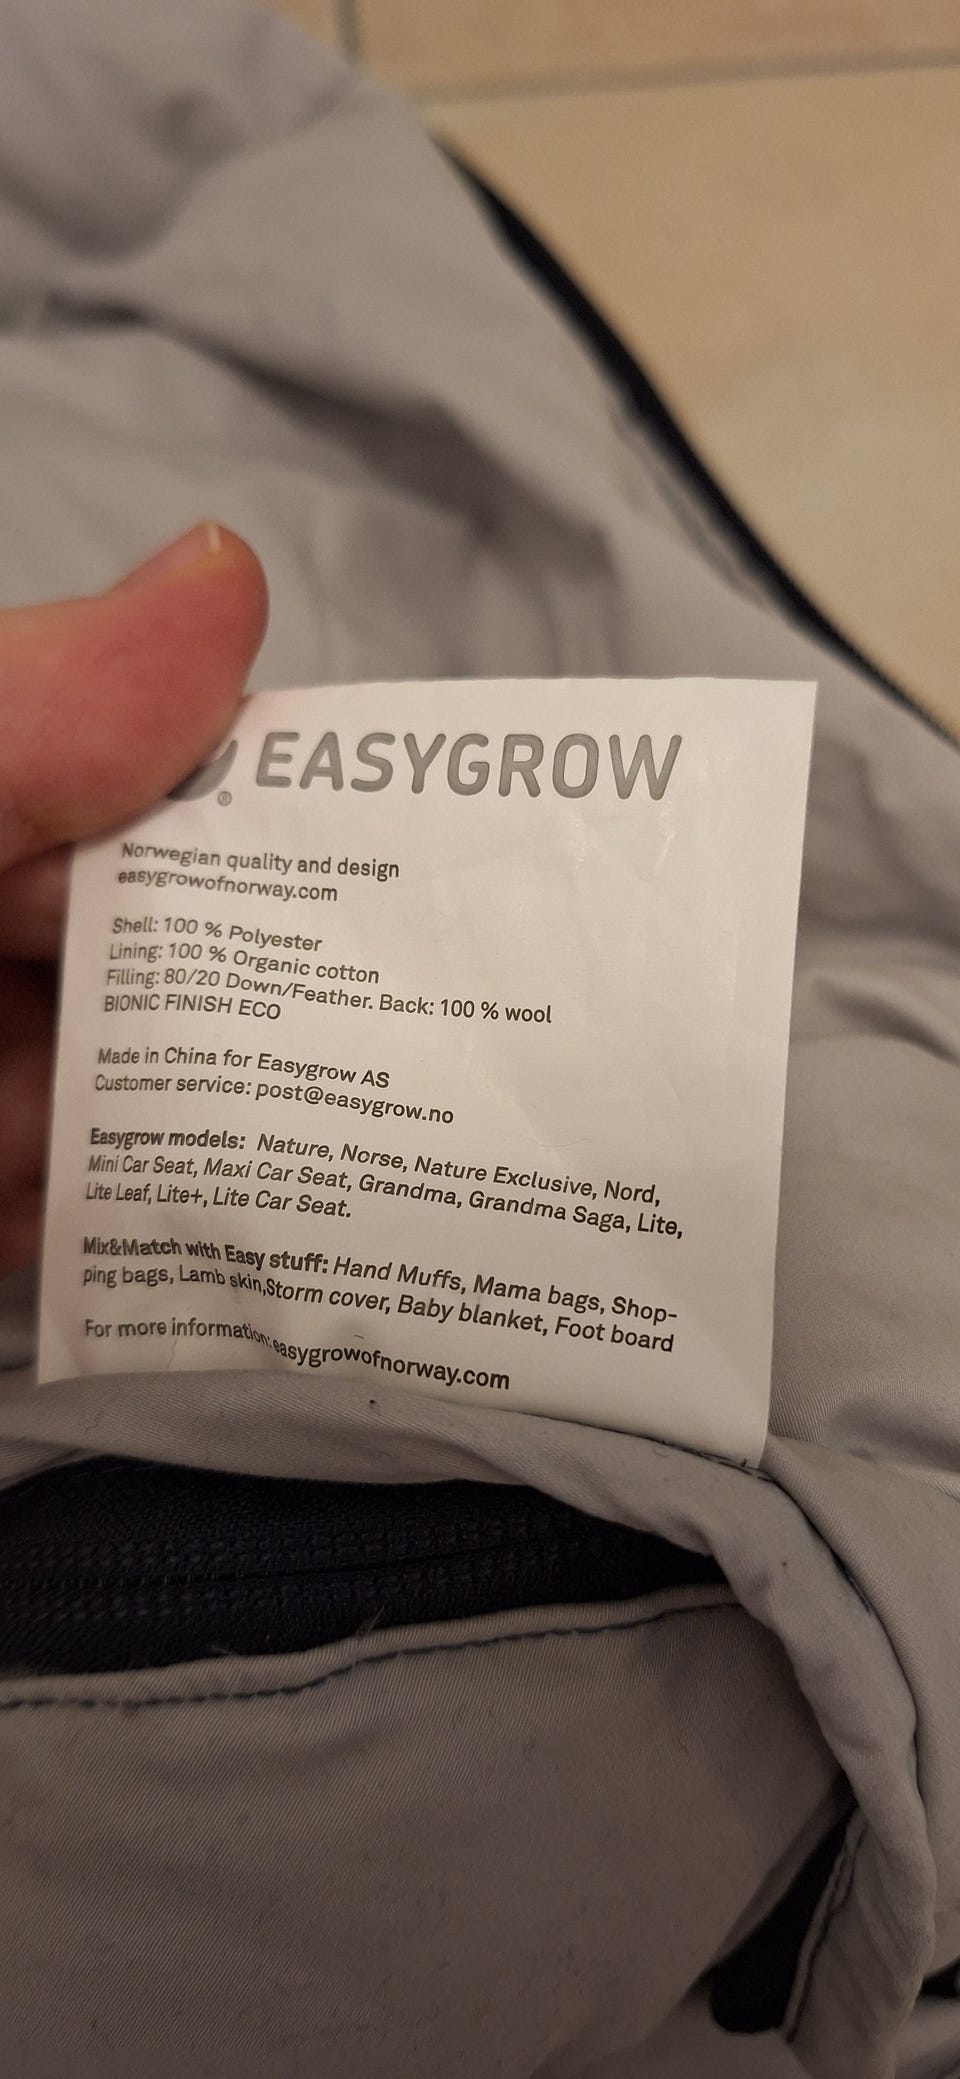 ® EASYGROW
Norwegian quality and design
easygrowofnorway.com
Shell: 100 % Polyester
Lining: 100 % Organic cotton
Filling: 80/20 Down/Feather. Back: 100 % wool
BIONIC FINISH ECO
Made in China for Easygrow AS
Customer service: post@easygrow.no
Easygrow models: Nature, Norse, Nature Exclusive, Nord,
Mini Car Seat, Maxi Car Seat, Grandma, Grandma Saga, Lite,
Lite Leaf, Lite+, Lite Car Seat.
Mix&Match with Easy stuff: Hand Muffs, Mama bags, Shop-
ping bags, Lamb skin,Storm cover, Baby blanket, Foot board
For more information: easygrowofnorway.com